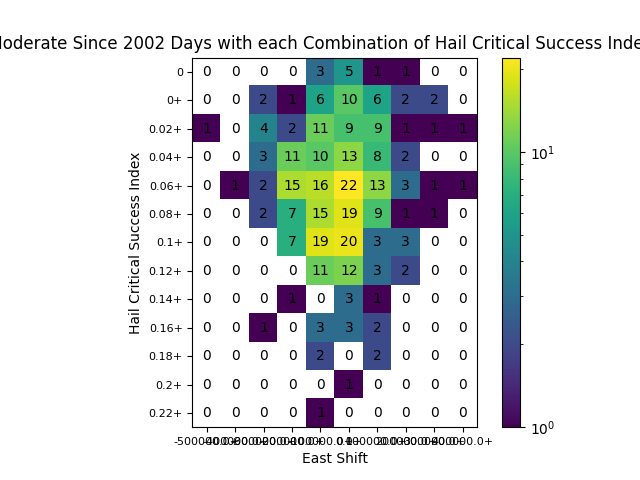 Moderate Since 2002 Days with each Combination of Hail Critical Success Inde
0 0 0 0 0 3 5 1 1 0 0
0+ 0 0 2 1 6 10 6 2 2 0
0.02+ 1 0 4 2 11 9 9 1 1 1
0.04+ 0 0 3 11 10 13 8 2 0 0
0.06+ 0 1 2 15 16 22 13 3 1 1
0.08+ 0 0 2 7 15 19 9 1 1 0
0.1+ 0 0 0 7 19 20 3 3 0 0
0.12+ 0 0 0 0 11 12 3 2 0 0
0.14+ 0 0 0 1 0 3 1 0 0 0
0.16+ 0 0 1 0 3 3 2 0 0 0
0.18+ 0 0 0 0 2 0 2 0 0 0
0.2+ 0 0 0 0 0 1 0 0 0 0
0.22+ 0 0 0 0 1 0 0 0 0 0
East Shift
Hail Critical Success Index
10¹
10⁰